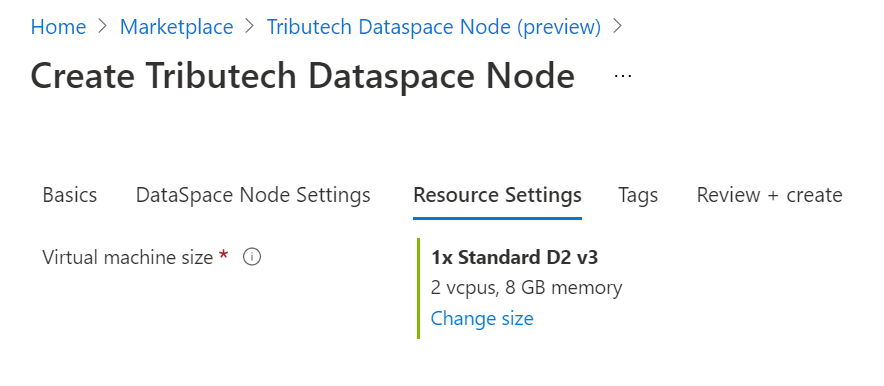 Home > Marketplace > Tributech Dataspace Node (preview) >
Create Tributech Dataspace Node ...
Basics DataSpace Node Settings Resource Settings Tags Review + create
Virtual machine size * 1x Standard D2 v3
2 vcpus, 8 GB memory
Change size